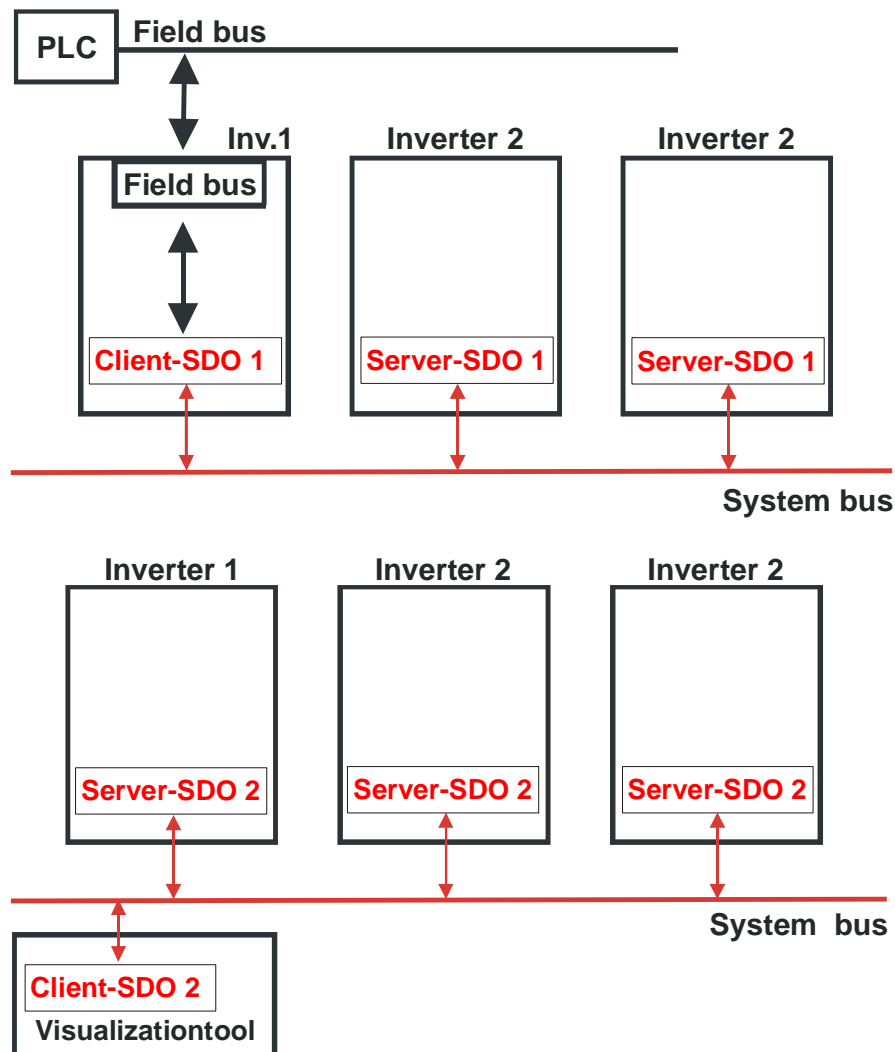 Field bus
PLC
Inv.1
Inverter 2
Inverter 2
Field bus
Client-SDO 1
Server-SDO 1
Server-SDO 1
System bus
Inverter 1
Inverter 2
Inverter 2
Server-SDO 2
Server-SDO 2
Server-SDO 2
System bus
Client-SDO 2
Visualizationtool